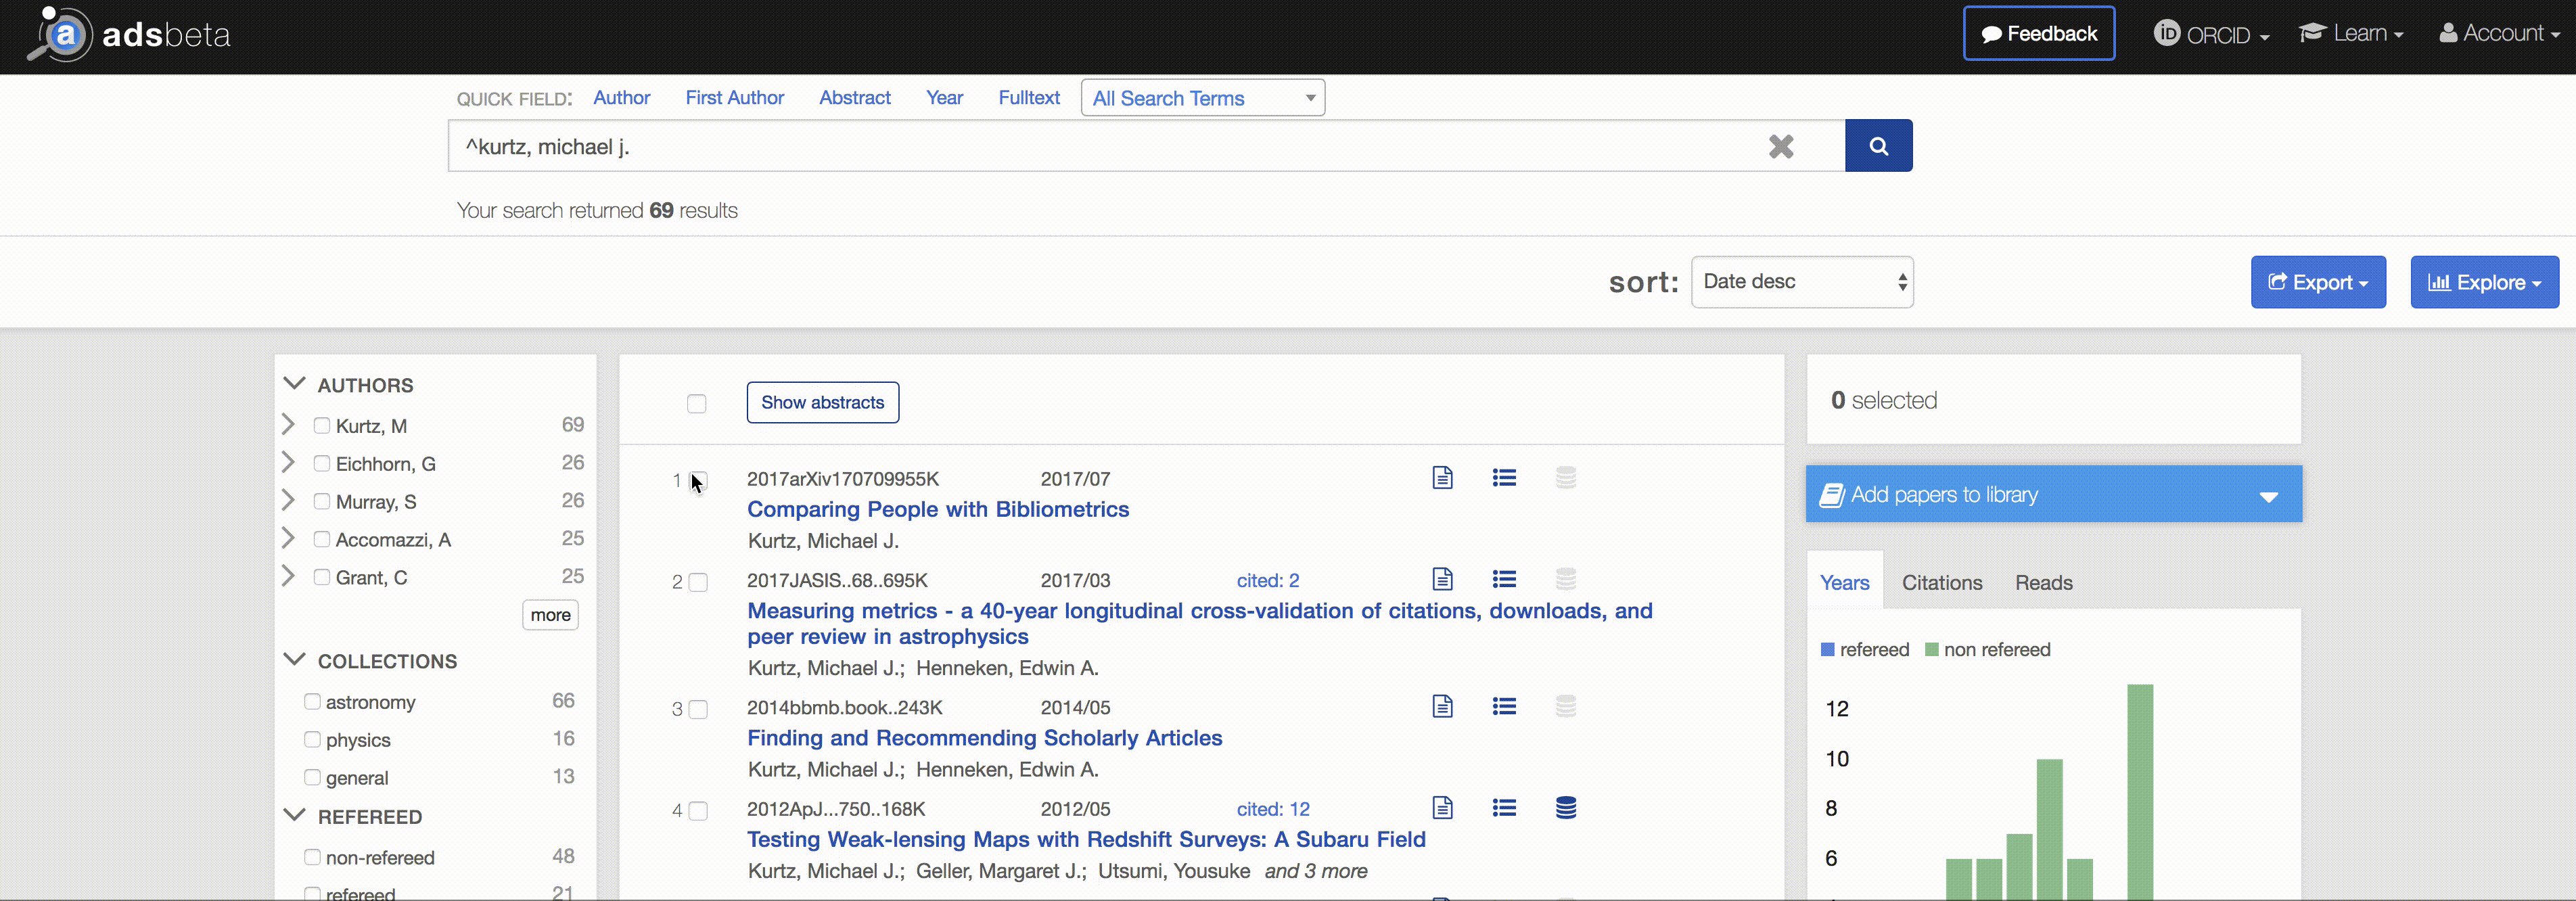 adsbeta
Feedback
ORCID
Learn
Account
QUICK FIELD:
Author
First Author
Abstract
Year
Fulltext
All Search Terms
^kurtz, michael j.
Your search returned 69 results
sort:
Date desc
Export
Explore
AUTHORS
Kurtz, M 69
Eichhorn, G 26
Murray, S 26
Accomazzi, A 25
Grant, C 25
more
COLLECTIONS
astronomy 66
physics 16
general 13
REFEREED
non-refereed 48
refereed 21
Show abstracts
1 2017arXiv170709955K 2017/07
Comparing People with Bibliometrics
Kurtz, Michael J.
2 2017JASIS..68..695K 2017/03 cited: 2
Measuring metrics - a 40-year longitudinal cross-validation of citations, downloads, and
peer review in astrophysics
Kurtz, Michael J.; Henneken, Edwin A.
3 2014bbmb.book..243K 2014/05
Finding and Recommending Scholarly Articles
Kurtz, Michael J.; Henneken, Edwin A.
4 2012ApJ...750..168K 2012/05 cited: 12
Testing Weak-lensing Maps with Redshift Surveys: A Subaru Field
Kurtz, Michael J.; Geller, Margaret J.; Utsumi, Yousuke and 3 more
0 selected
Add papers to library
Years
Citations
Reads
refereed non refereed
12
10
8
6